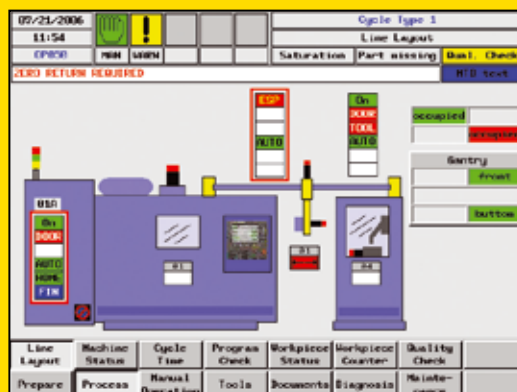 07/21/2006
11:54
OP050
MAN
WARN
Cycle Type 1
Line Layout
Saturation
Part missing
Qual. Check
ZERO RETURN REQUIRED
MTB text
ESP
AUTO
On
DOOR
TOOL
AUTO
occupied
occupied
Gantry
front
button
01A
On
DOOR
AUTO
HOME
FIN
Line Layout
Machine Status
Cycle Time
Program Check
Workpiece Status
Workpiece Counter
Quality Check
Prepare
Process
Manual Operation
Tools
Documents
Diagnosis
Mainte-